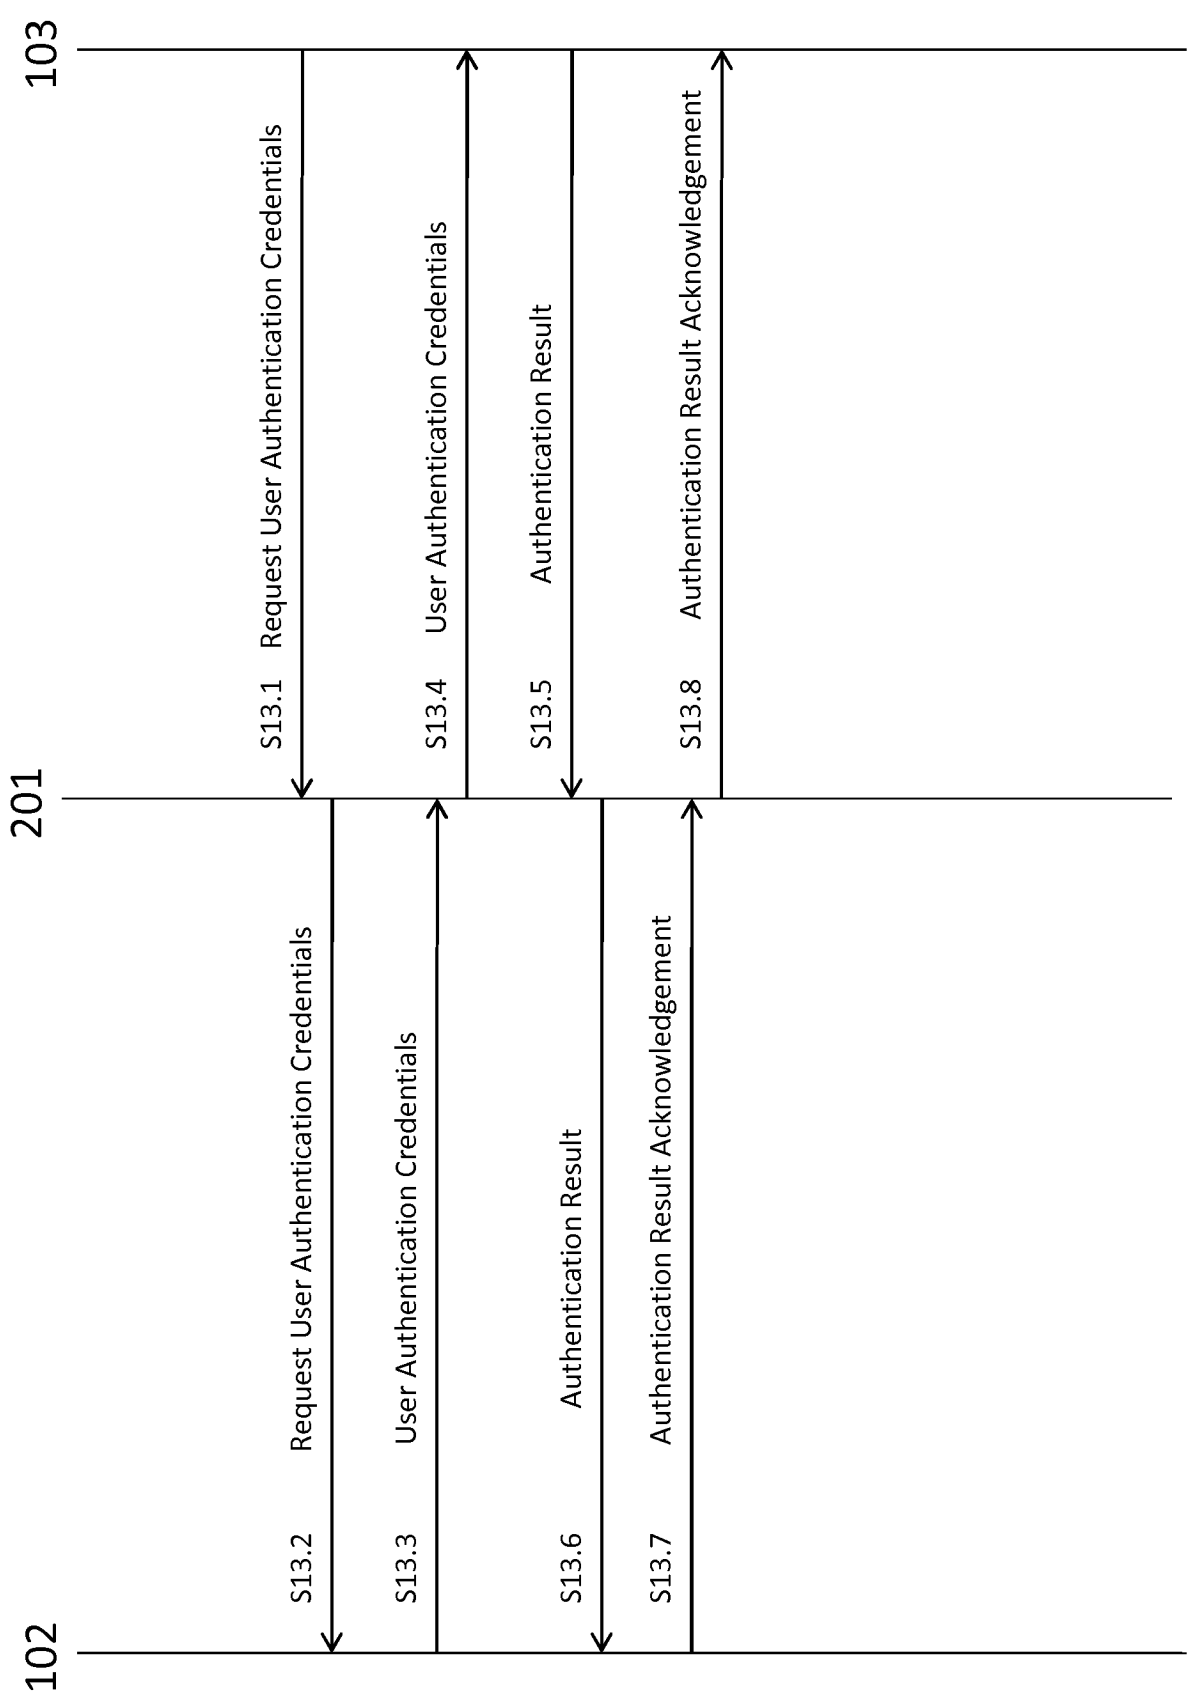 102
201
103
S13.1 Request User Authentication Credentials
S13.2 Request User Authentication Credentials
S13.3 User Authentication Credentials
S13.4 User Authentication Credentials
S13.5 Authentication Result
S13.6 Authentication Result
S13.7 Authentication Result Acknowledgement
S13.8 Authentication Result Acknowledgement